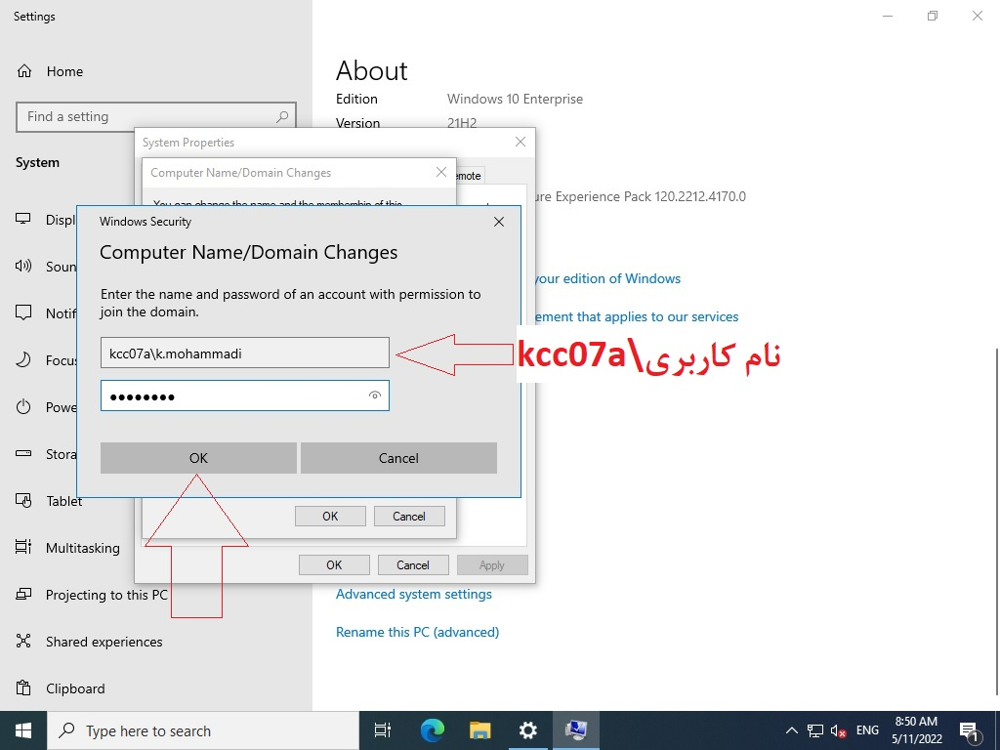 Settings
Home
Find a setting
System
Displ
Soun
Notif
Focus
Powe
Stora
Tablet
Multitasking
Projecting to this PC
Shared experiences
Clipboard
About
Edition Windows 10 Enterprise
Version 21H2
ure Experience Pack 120.2212.4170.0
your edition of Windows
ement that applies to our services
Advanced system settings
Rename this PC (advanced)
System Properties
emote
Computer Name/Domain Changes
You can change the name and the membership of this
Windows Security
Computer Name/Domain Changes
Enter the name and password of an account with permission to
join the domain.
kcc07a\k.mohammadi
●●●●●●●●
OK Cancel
OK Cancel
OK Cancel Apply
kcc07a\نام کاربری
Type here to search
ENG
8:50 AM
5/11/2022
1